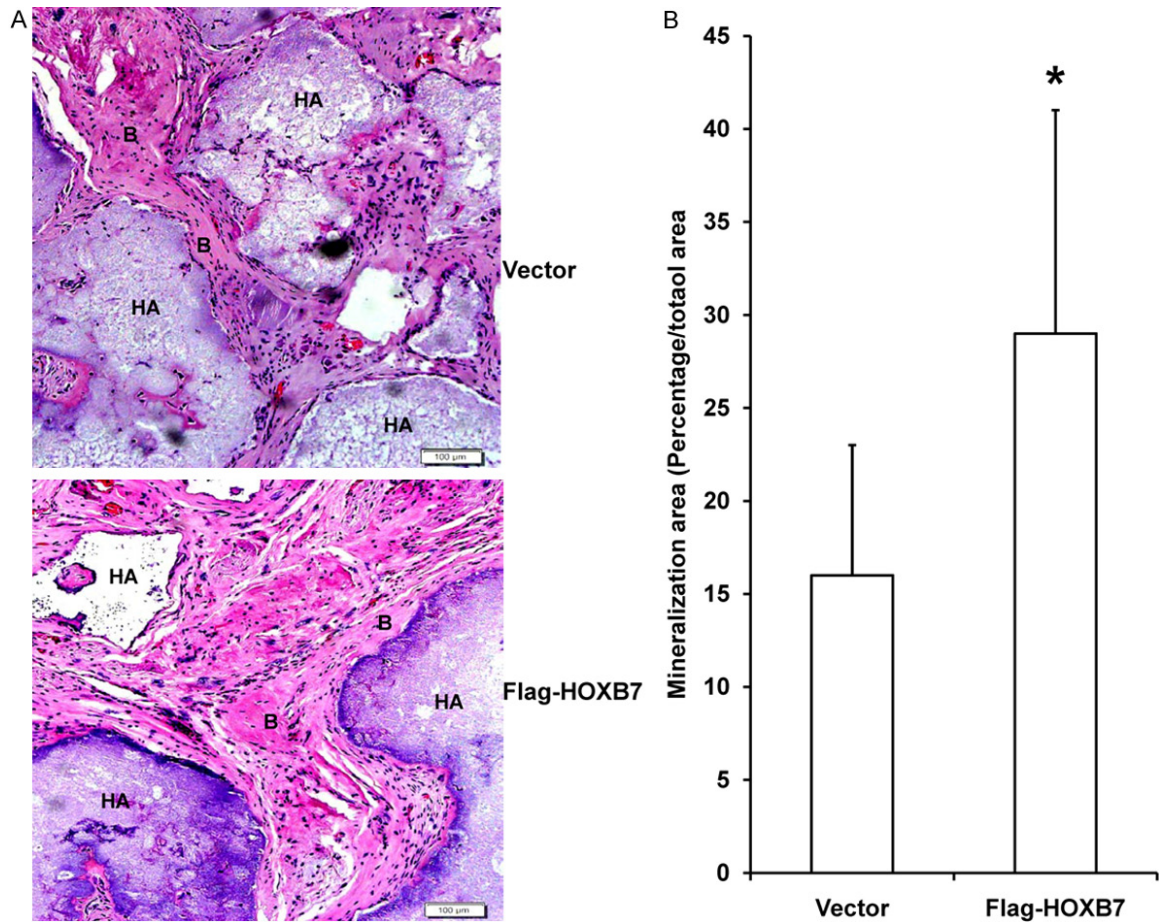 A
HA
B
B
HA
HA
100 µm
Vector
HA
B
HA
B
HA
100 µm
Flag-HOXB7
B
Mineralization area (Percentage/totaol area)
45
40
35
30
25
20
15
10
5
0
*
Vector
Flag-HOXB7